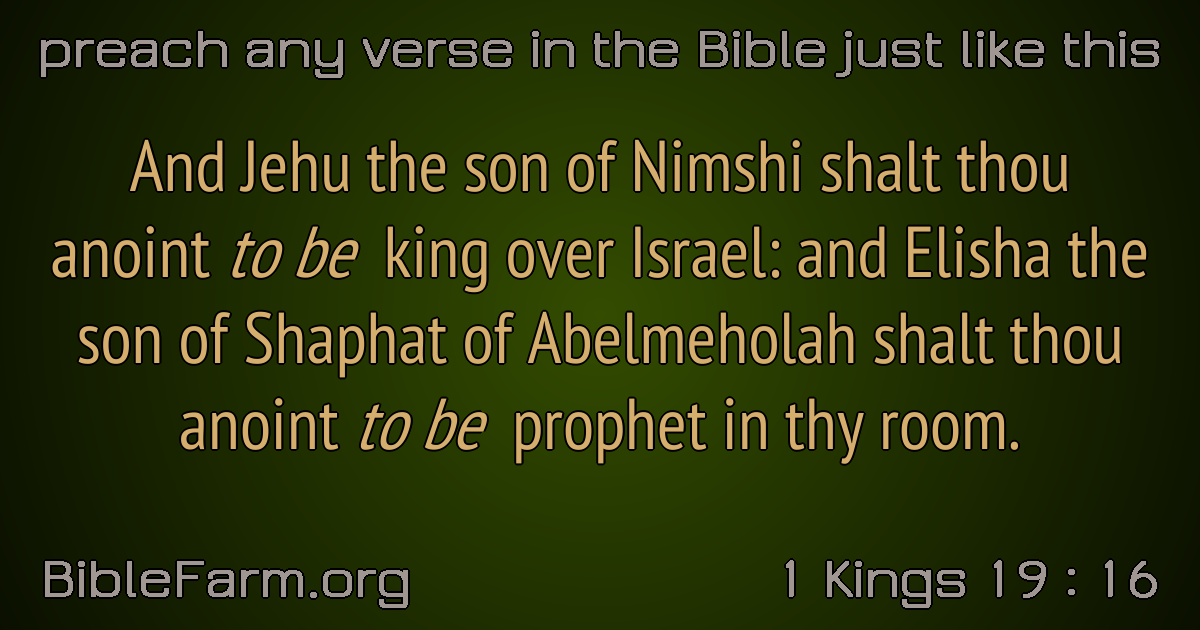 preach any verse in the Bible just like this
And Jehu the son of Nimshi shalt thou
anoint to be king over Israel: and Elisha the
son of Shaphat of Abelmeholah shalt thou
anoint to be prophet in thy room.
BibleFarm.org
1 Kings 19 : 16